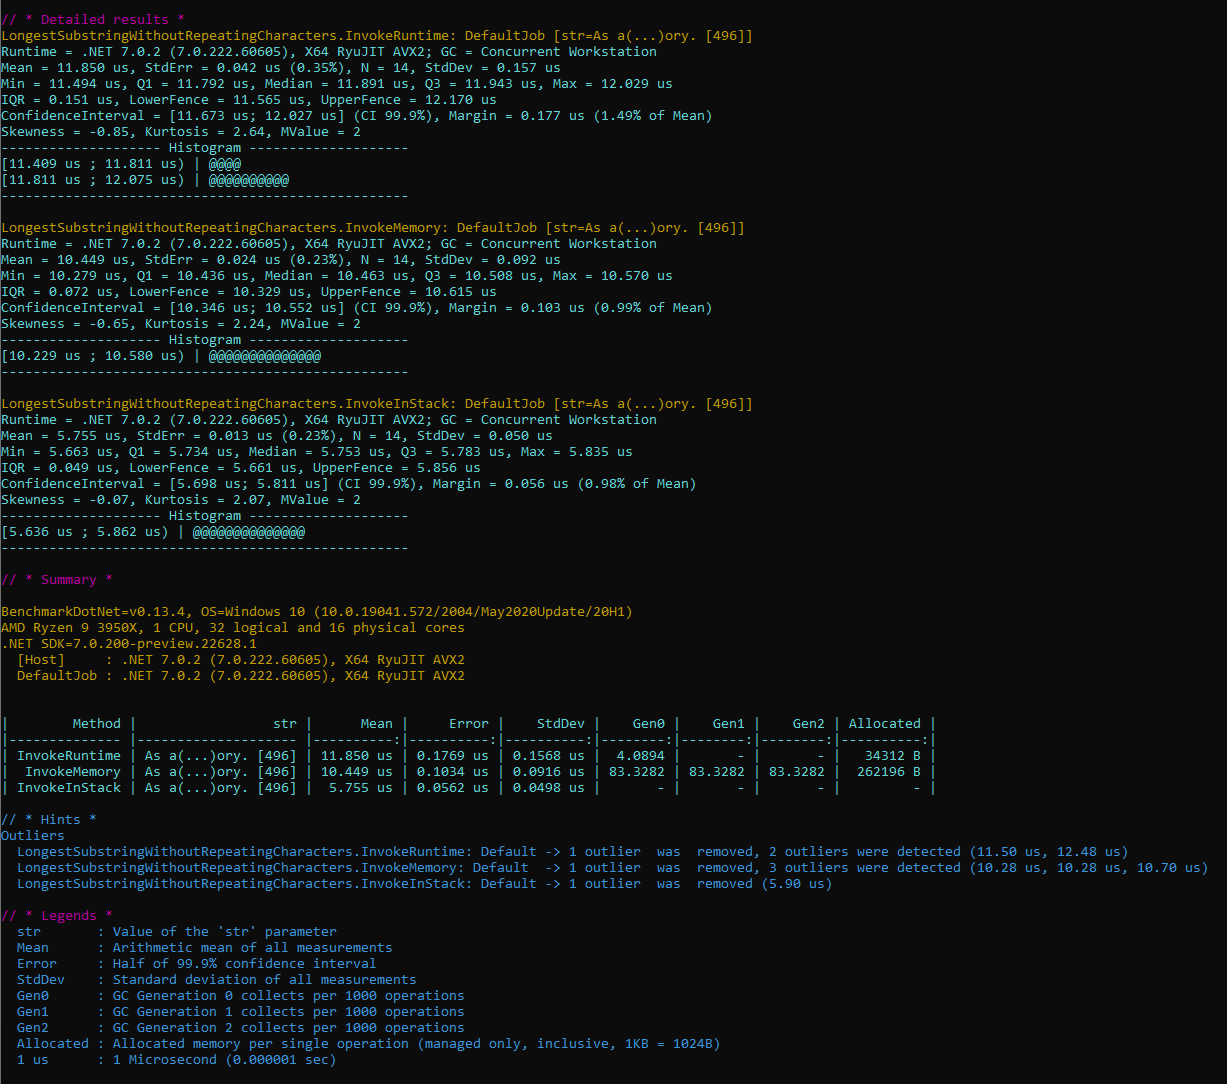 // * Detailed results *
LongestSubstringWithoutRepeatingCharacters.InvokeRuntime: DefaultJob [str=As a(...)ory. [496]]
Runtime = .NET 7.0.2 (7.0.222.60605), X64 RyuJIT AVX2; GC = Concurrent Workstation
Mean = 11.850 us, StdErr = 0.042 us (0.35%), N = 14, StdDev = 0.157 us
Min = 11.494 us, Q1 = 11.792 us, Median = 11.891 us, Q3 = 11.943 us, Max = 12.029 us
IQR = 0.151 us, LowerFence = 11.565 us, UpperFence = 12.170 us
ConfidenceInterval = [11.673 us; 12.027 us] (CI 99.9%), Margin = 0.177 us (1.49% of Mean)
Skewness = -0.85, Kurtosis = 2.64, MValue = 2
-------------------- Histogram --------------------
[11.409 us ; 11.811 us) | @@@@
[11.811 us ; 12.075 us) | @@@@@@@@@@
---------------------------------------------------
LongestSubstringWithoutRepeatingCharacters.InvokeMemory: DefaultJob [str=As a(...)ory. [496]]
Runtime = .NET 7.0.2 (7.0.222.60605), X64 RyuJIT AVX2; GC = Concurrent Workstation
Mean = 10.449 us, StdErr = 0.024 us (0.23%), N = 14, StdDev = 0.092 us
Min = 10.279 us, Q1 = 10.436 us, Median = 10.463 us, Q3 = 10.508 us, Max = 10.570 us
IQR = 0.072 us, LowerFence = 10.329 us, UpperFence = 10.615 us
ConfidenceInterval = [10.346 us; 10.552 us] (CI 99.9%), Margin = 0.103 us (0.99% of Mean)
Skewness = -0.65, Kurtosis = 2.24, MValue = 2
-------------------- Histogram --------------------
[10.229 us ; 10.580 us) | @@@@@@@@@@@@@@
---------------------------------------------------
LongestSubstringWithoutRepeatingCharacters.InvokeInStack: DefaultJob [str=As a(...)ory. [496]]
Runtime = .NET 7.0.2 (7.0.222.60605), X64 RyuJIT AVX2; GC = Concurrent Workstation
Mean = 5.755 us, StdErr = 0.013 us (0.23%), N = 14, StdDev = 0.050 us
Min = 5.663 us, Q1 = 5.734 us, Median = 5.753 us, Q3 = 5.783 us, Max = 5.835 us
IQR = 0.049 us, LowerFence = 5.661 us, UpperFence = 5.856 us
ConfidenceInterval = [5.698 us; 5.811 us] (CI 99.9%), Margin = 0.056 us (0.98% of Mean)
Skewness = -0.07, Kurtosis = 2.07, MValue = 2
-------------------- Histogram --------------------
[5.636 us ; 5.862 us) | @@@@@@@@@@@@@@
---------------------------------------------------
// * Summary *
BenchmarkDotNet=v0.13.4, OS=Windows 10 (10.0.19041.572/2004/May2020Update/20H1)
AMD Ryzen 9 3950X, 1 CPU, 32 logical and 16 physical cores
.NET SDK=7.0.200-preview.22628.1
  [Host]     : .NET 7.0.2 (7.0.222.60605), X64 RyuJIT AVX2
  DefaultJob : .NET 7.0.2 (7.0.222.60605), X64 RyuJIT AVX2
|        Method |                 str |      Mean |     Error |    StdDev |    Gen0 |    Gen1 |    Gen2 | Allocated |
|-------------- |-------------------- |----------:|----------:|----------:|--------:|--------:|--------:|----------:|
| InvokeRuntime | As a(...)ory. [496] | 11.850 us | 0.1769 us | 0.1568 us |  4.0894 |       - |       - |   34312 B |
|  InvokeMemory | As a(...)ory. [496] | 10.449 us | 0.1034 us | 0.0916 us | 83.3282 | 83.3282 | 83.3282 |  262196 B |
| InvokeInStack | As a(...)ory. [496] |  5.755 us | 0.0562 us | 0.0498 us |       - |       - |       - |         - |
// * Hints *
Outliers
  LongestSubstringWithoutRepeatingCharacters.InvokeRuntime: Default -> 1 outlier  was  removed, 2 outliers were detected (11.50 us, 12.48 us)
  LongestSubstringWithoutRepeatingCharacters.InvokeMemory: Default  -> 1 outlier  was  removed, 3 outliers were detected (10.28 us, 10.28 us, 10.70 us)
  LongestSubstringWithoutRepeatingCharacters.InvokeInStack: Default -> 1 outlier  was  removed (5.90 us)
// * Legends *
  str       : Value of the 'str' parameter
  Mean      : Arithmetic mean of all measurements
  Error     : Half of 99.9% confidence interval
  StdDev    : Standard deviation of all measurements
  Gen0      : GC Generation 0 collects per 1000 operations
  Gen1      : GC Generation 1 collects per 1000 operations
  Gen2      : GC Generation 2 collects per 1000 operations
  Allocated : Allocated memory per single operation (managed only, inclusive, 1KB = 1024B)
  1 us      : 1 Microsecond (0.000001 sec)